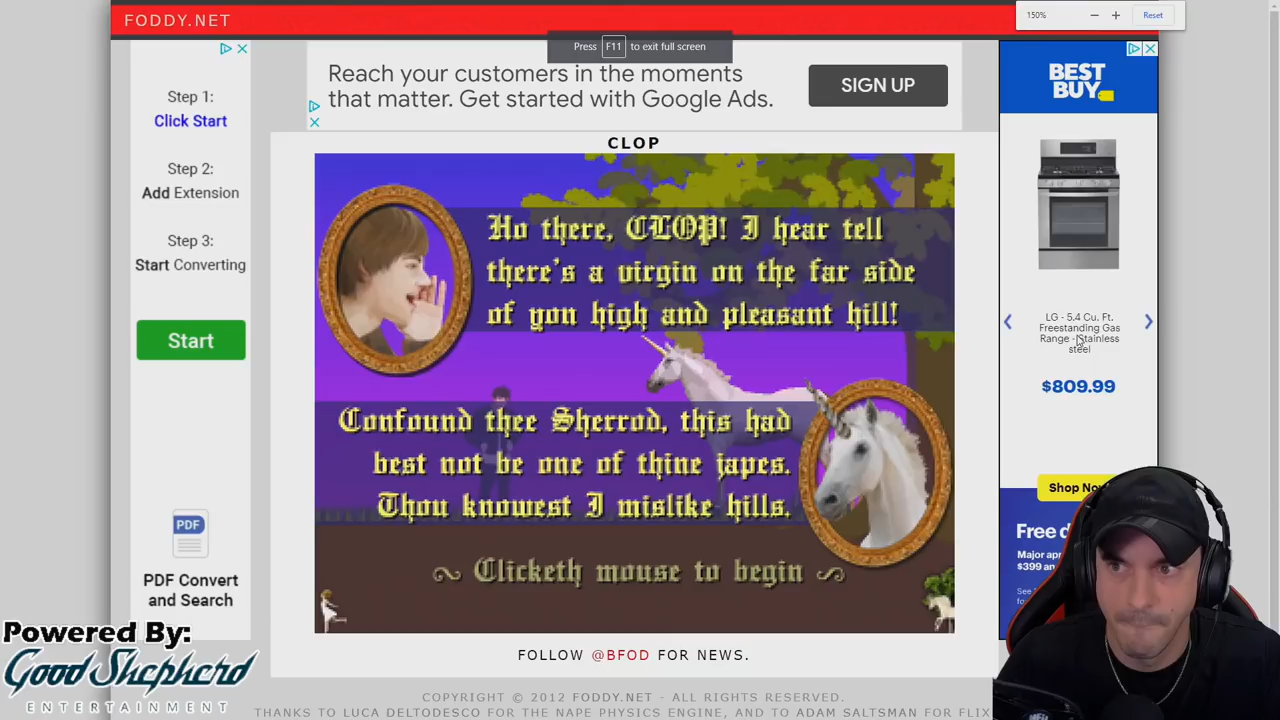 FODDY.NET
150%
Reset
Press F11 to exit full screen
Step 1:
Click Start
Step 2:
Add Extension
Step 3:
Start Converting
Start
PDF
PDF Convert
and Search
Reach your customers in the moments
that matter. Get started with Google Ads.
SIGN UP
CLOP
Ho there, CLOP! I hear tell
there's a virgin on the far side
of yon high and pleasant hill!
Confound thee Sherrod, this had
best not be one of thine japes.
Thou knowest I mislike hills.
Clicketh mouse to begin
FOLLOW @BFOD FOR NEWS.
COPYRIGHT © 2012 FODDY.NET - ALL RIGHTS RESERVED.
THANKS TO LUCA DELTODESCO FOR THE NAPE PHYSICS ENGINE, AND TO ADAM SALTSMAN FOR FLIX
BEST
BUY
LG - 5.4 Cu. Ft.
Freestanding Gas
Range - Stainless
steel
$809.99
Shop Now
Free d
Major ap
$399 an
Powered By:
Good Shepherd
ENTERTAINMENT